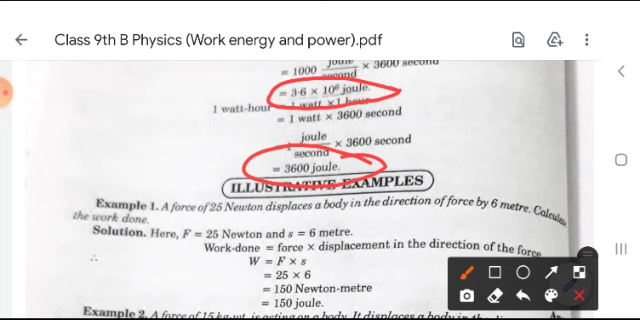 Class 9th B Physics (Work energy and power).pdf
= 1000 joule/second × 3600 second
= 3·6 × 10⁶ joule.
1 watt-hour = 1 watt × 1 hour
= 1 watt × 3600 second
joule/second × 3600 second
= 3600 joule.
ILLUSTRATIVE EXAMPLES
Example 1. A force of 25 Newton displaces a body in the direction of force by 6 metre. Calculate
the work done.
Solution. Here, F = 25 Newton and s = 6 metre.
Work-done = force × displacement in the direction of the force
∴ W = F × s
= 25 × 6
= 150 Newton-metre
= 150 joule.
Example 2. A force of 15 kg-wt. is acting on a body. It displaces a body in